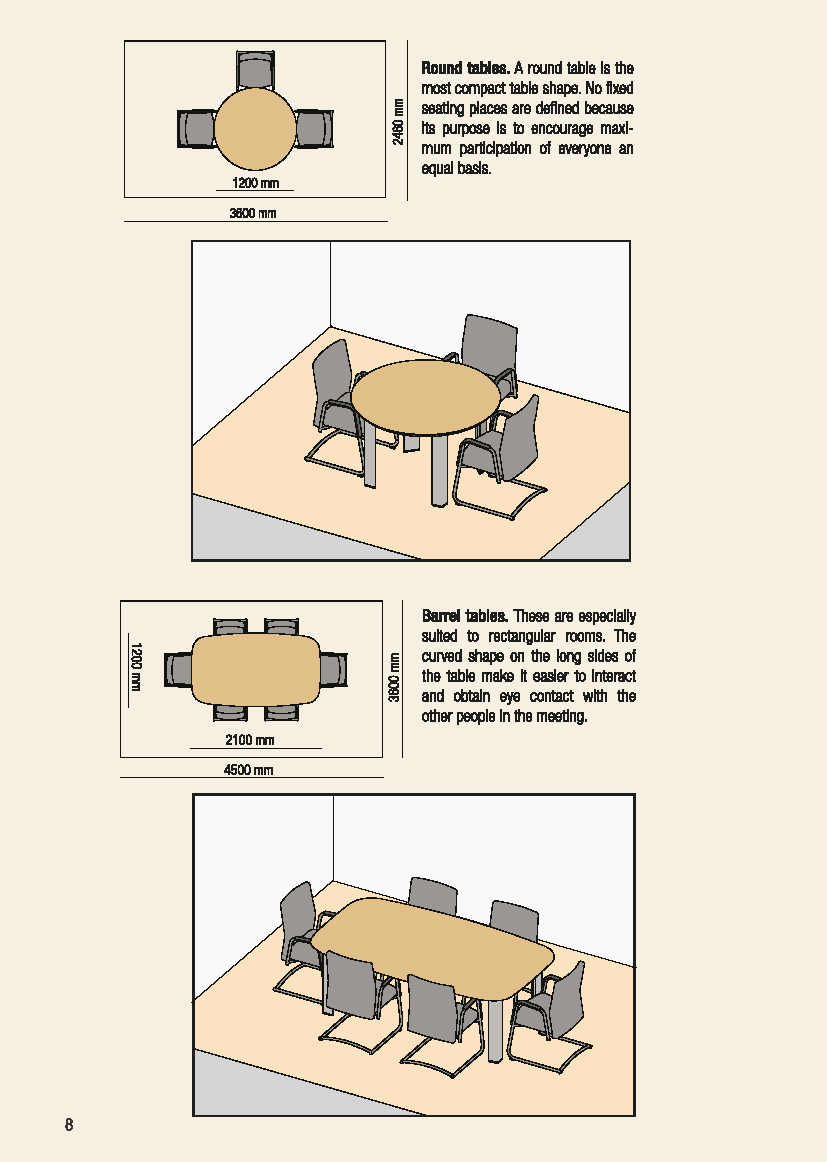 Round tables. A round table is the
most compact table shape. No fixed
seating places are defined because
its purpose is to encourage maxi-
mum participation of everyone an
equal basis.
2460 mm
1200 mm
3600 mm
Barrel tables. These are especially
suited to rectangular rooms. The
curved shape on the long sides of
the table make it easier to interact
and obtain eye contact with the
other people in the meeting.
1200 mm
3600 mm
2100 mm
4500 mm
8